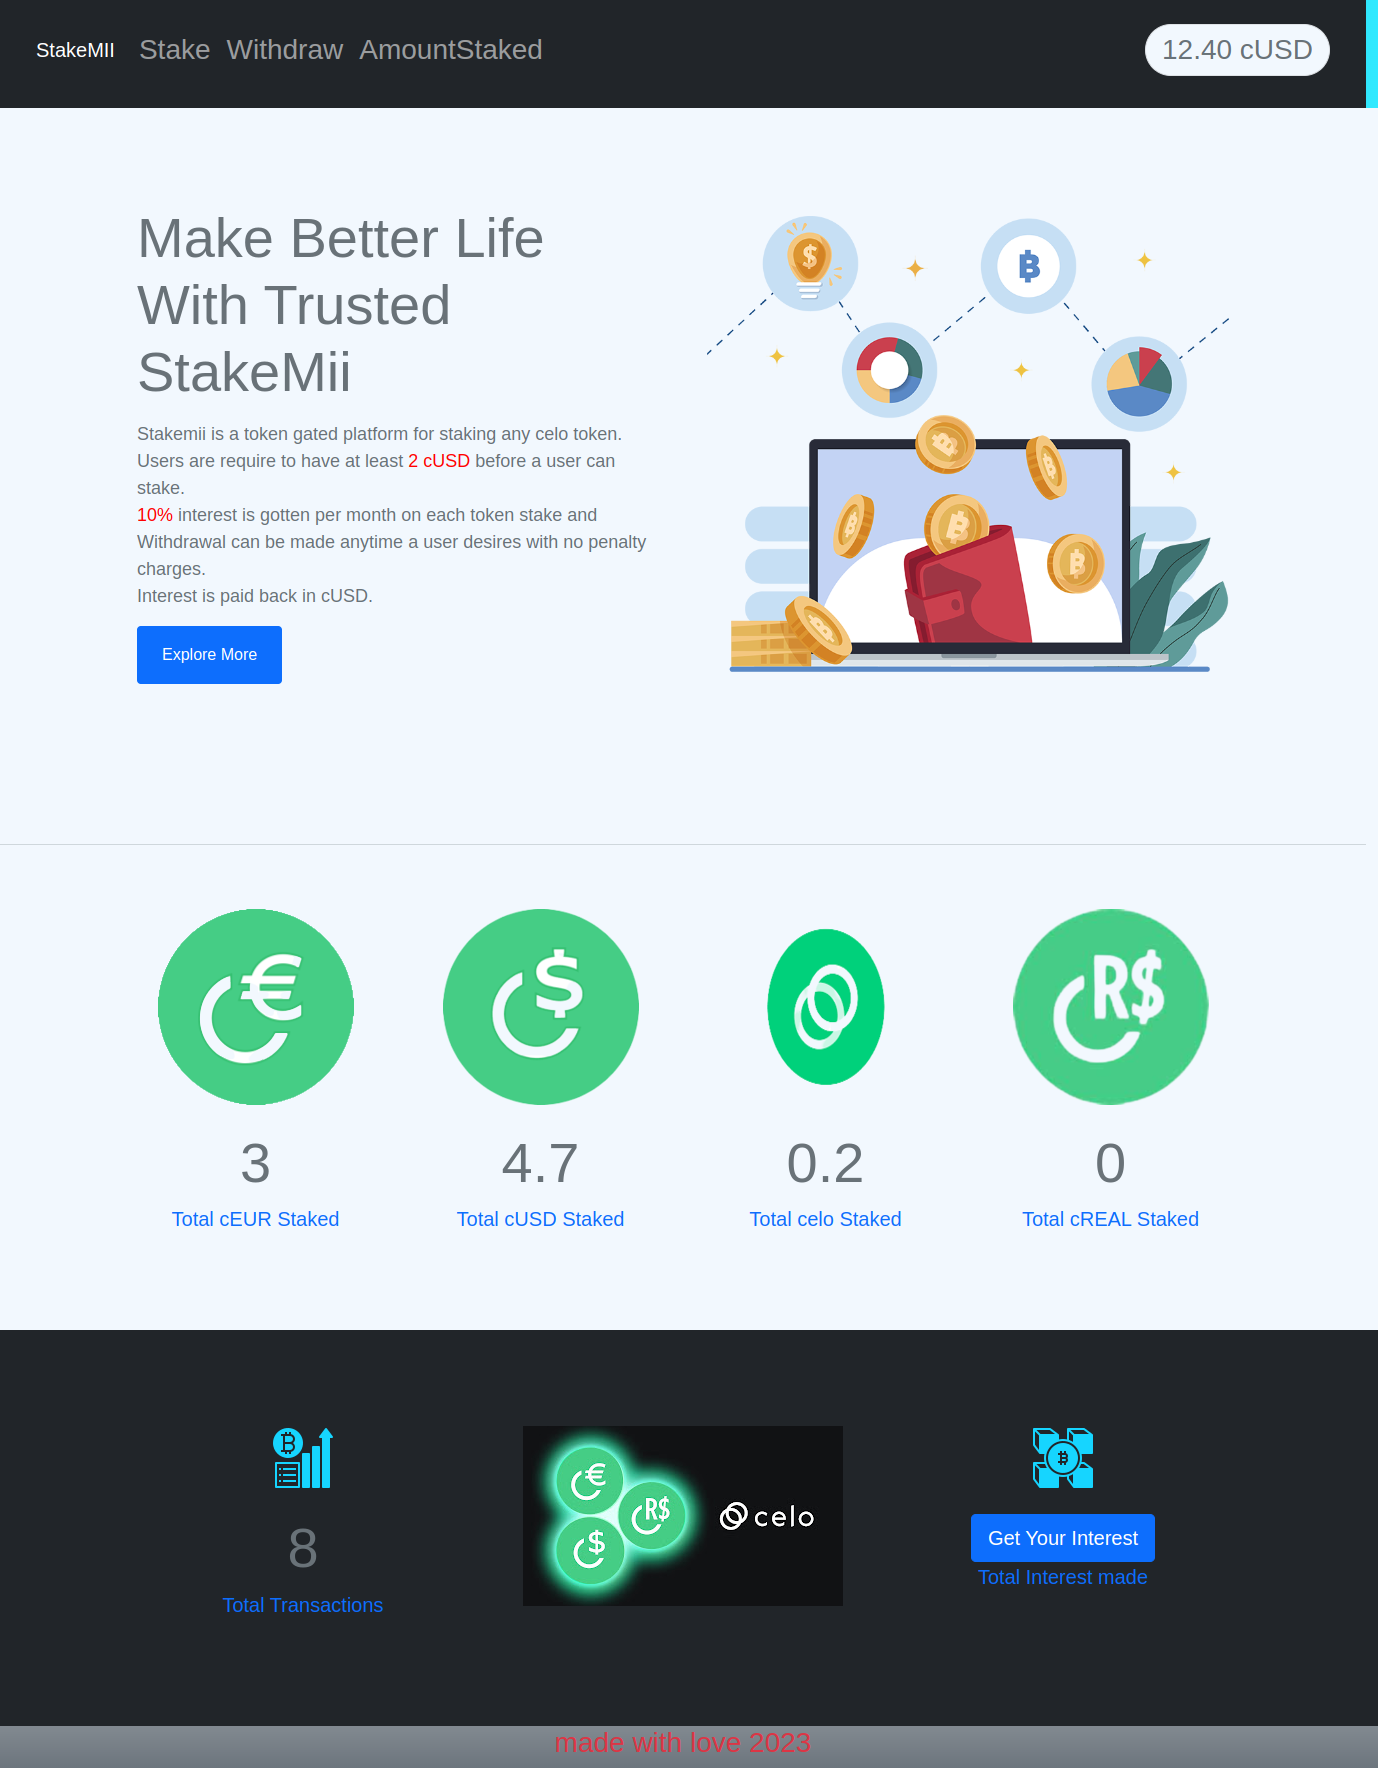 StakeMII Stake Withdraw AmountStaked 12.40 cUSD
Make Better Life
With Trusted
StakeMii
Stakemii is a token gated platform for staking any celo token.
Users are require to have at least 2 cUSD before a user can
stake.
10% interest is gotten per month on each token stake and
Withdrawal can be made anytime a user desires with no penalty
charges.
Interest is paid back in cUSD.
Explore More
3 4.7 0.2 0
Total cEUR Staked Total cUSD Staked Total celo Staked Total cREAL Staked
celo
8
Total Transactions
Get Your Interest
Total Interest made
made with love 2023